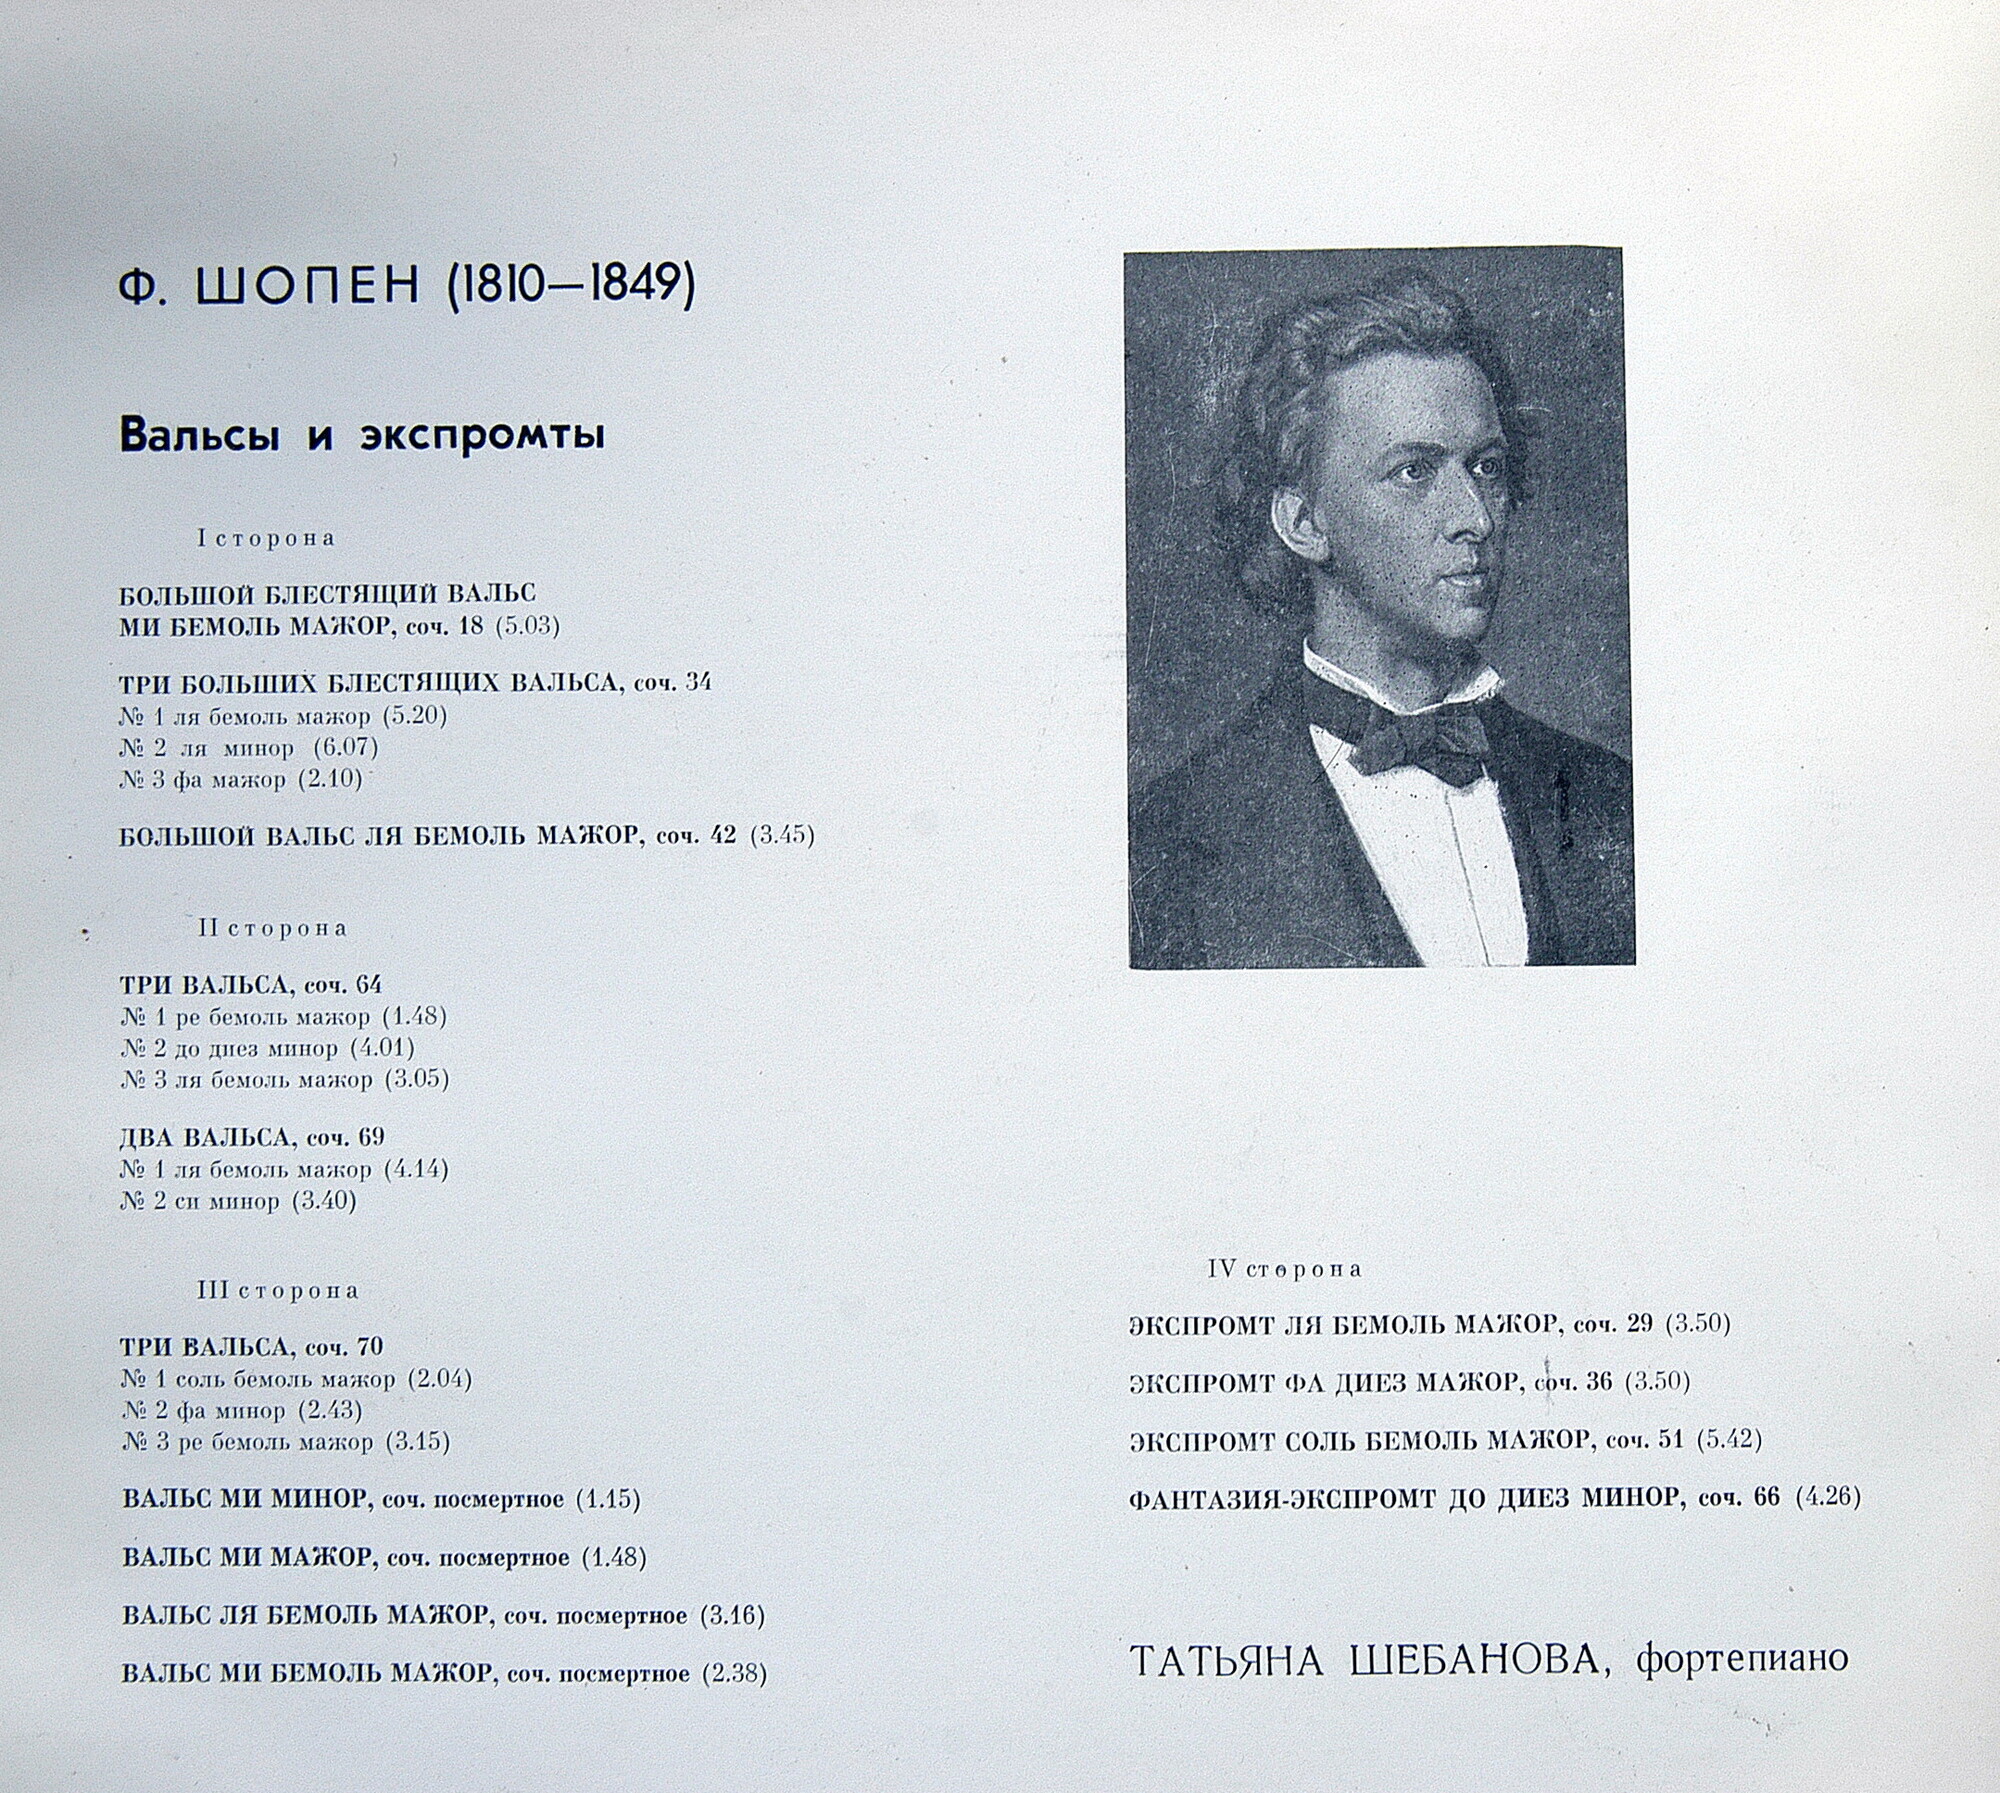 Ф. ШОПЕН (1810—1849)
Вальсы и экспромты
I сторона
БОЛЬШОЙ БЛЕСТЯЩИЙ ВАЛЬС
МИ БЕМОЛЬ МАЖОР, соч. 18 (5.03)
ТРИ БОЛЬШИХ БЛЕСТЯЩИХ ВАЛЬСА, соч. 34
№ 1 ля бемоль мажор (5.20)
№ 2 ля минор (6.07)
№ 3 фа мажор (2.10)
БОЛЬШОЙ ВАЛЬС ЛЯ БЕМОЛЬ МАЖОР, соч. 42 (3.45)
II сторона
ТРИ ВАЛЬСА, соч. 64
№ 1 ре бемоль мажор (1.48)
№ 2 до диез минор (4.01)
№ 3 ля бемоль мажор (3.05)
ДВА ВАЛЬСА, соч. 69
№ 1 ля бемоль мажор (4.14)
№ 2 си минор (3.40)
III сторона
ТРИ ВАЛЬСА, соч. 70
№ 1 соль бемоль мажор (2.04)
№ 2 фа минор (2.43)
№ 3 ре бемоль мажор (3.15)
ВАЛЬС МИ МИНОР, соч. посмертное (1.15)
ВАЛЬС МИ МАЖОР, соч. посмертное (1.48)
ВАЛЬС ЛЯ БЕМОЛЬ МАЖОР, соч. посмертное (3.16)
ВАЛЬС МИ БЕМОЛЬ МАЖОР, соч. посмертное (2.38)
IV сторона
ЭКСПРОМТ ЛЯ БЕМОЛЬ МАЖОР, соч. 29 (3.50)
ЭКСПРОМТ ФА ДИЕЗ МАЖОР, соч. 36 (3.50)
ЭКСПРОМТ СОЛЬ БЕМОЛЬ МАЖОР, соч. 51 (5.42)
ФАНТАЗИЯ-ЭКСПРОМТ ДО ДИЕЗ МИНОР, соч. 66 (4.26)
ТАТЬЯНА ШЕБАНОВА, фортепиано